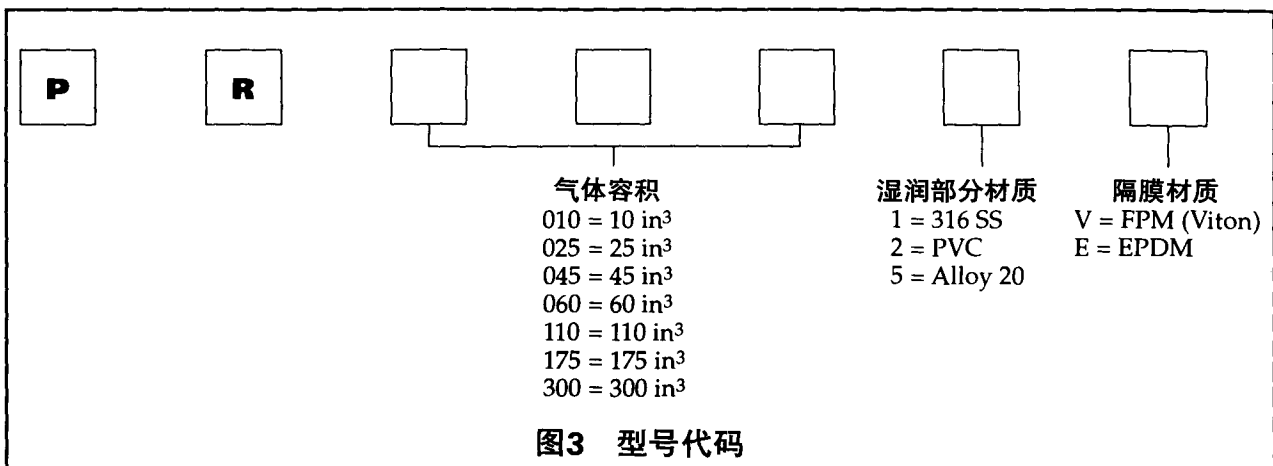 P R
气体容积
010 = 10 in³
025 = 25 in³
045 = 45 in³
060 = 60 in³
110 = 110 in³
175 = 175 in³
300 = 300 in³
湿润部分材质
1 = 316 SS
2 = PVC
5 = Alloy 20
隔膜材质
V = FPM (Viton)
E = EPDM
图3 型号代码